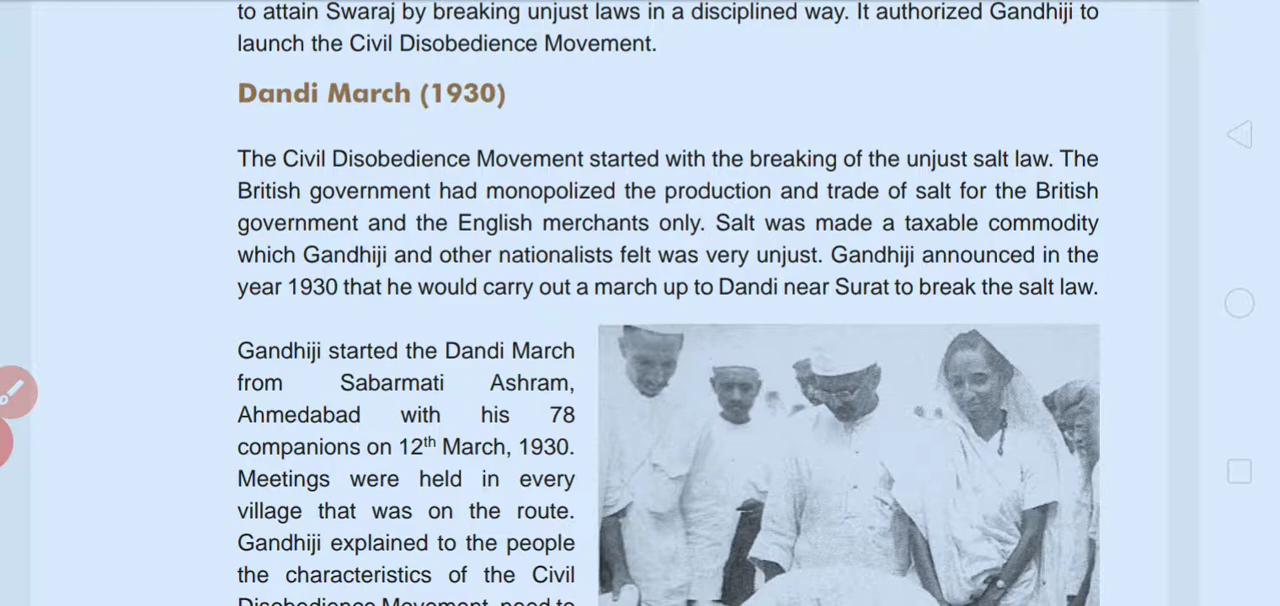 to attain Swaraj by breaking unjust laws in a disciplined way. It authorized Gandhiji to
launch the Civil Disobedience Movement.
Dandi March (1930)
The Civil Disobedience Movement started with the breaking of the unjust salt law. The
British government had monopolized the production and trade of salt for the British
government and the English merchants only. Salt was made a taxable commodity
which Gandhiji and other nationalists felt was very unjust. Gandhiji announced in the
year 1930 that he would carry out a march up to Dandi near Surat to break the salt law.
Gandhiji started the Dandi March
from Sabarmati Ashram,
Ahmedabad with his 78
companions on 12th March, 1930.
Meetings were held in every
village that was on the route.
Gandhiji explained to the people
the characteristics of the Civil
Disobedience Movement, need to